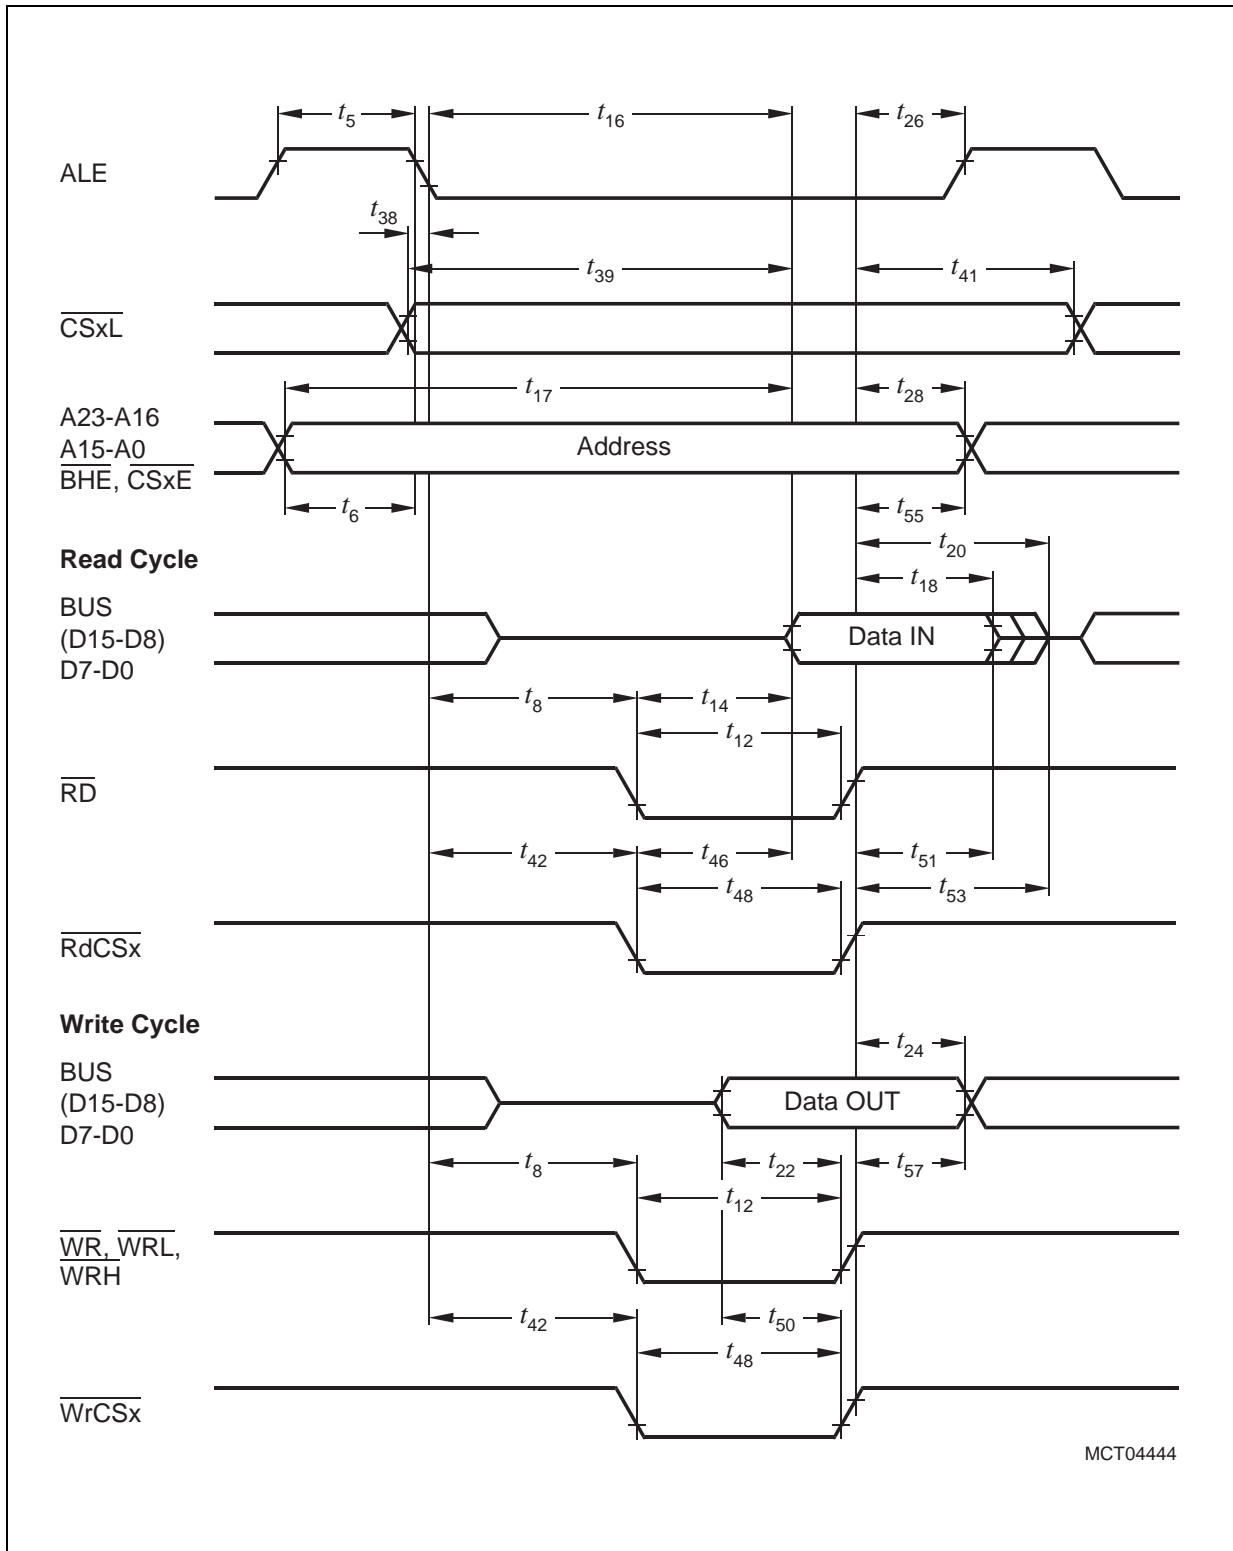 t5
t16
t26
ALE
t38
t39
t41
CSxL
t17
t28
A23-A16
A15-A0
BHE, CSxE
Address
t6
t55
t20
Read Cycle
t18
BUS
(D15-D8)
D7-D0
Data IN
t8
t14
t12
RD
t42
t46
t51
t48
t53
RdCSx
Write Cycle
t24
BUS
(D15-D8)
D7-D0
Data OUT
t8
t22
t57
t12
WR, WRL,
WRH
t42
t50
t48
WrCSx
MCT04444